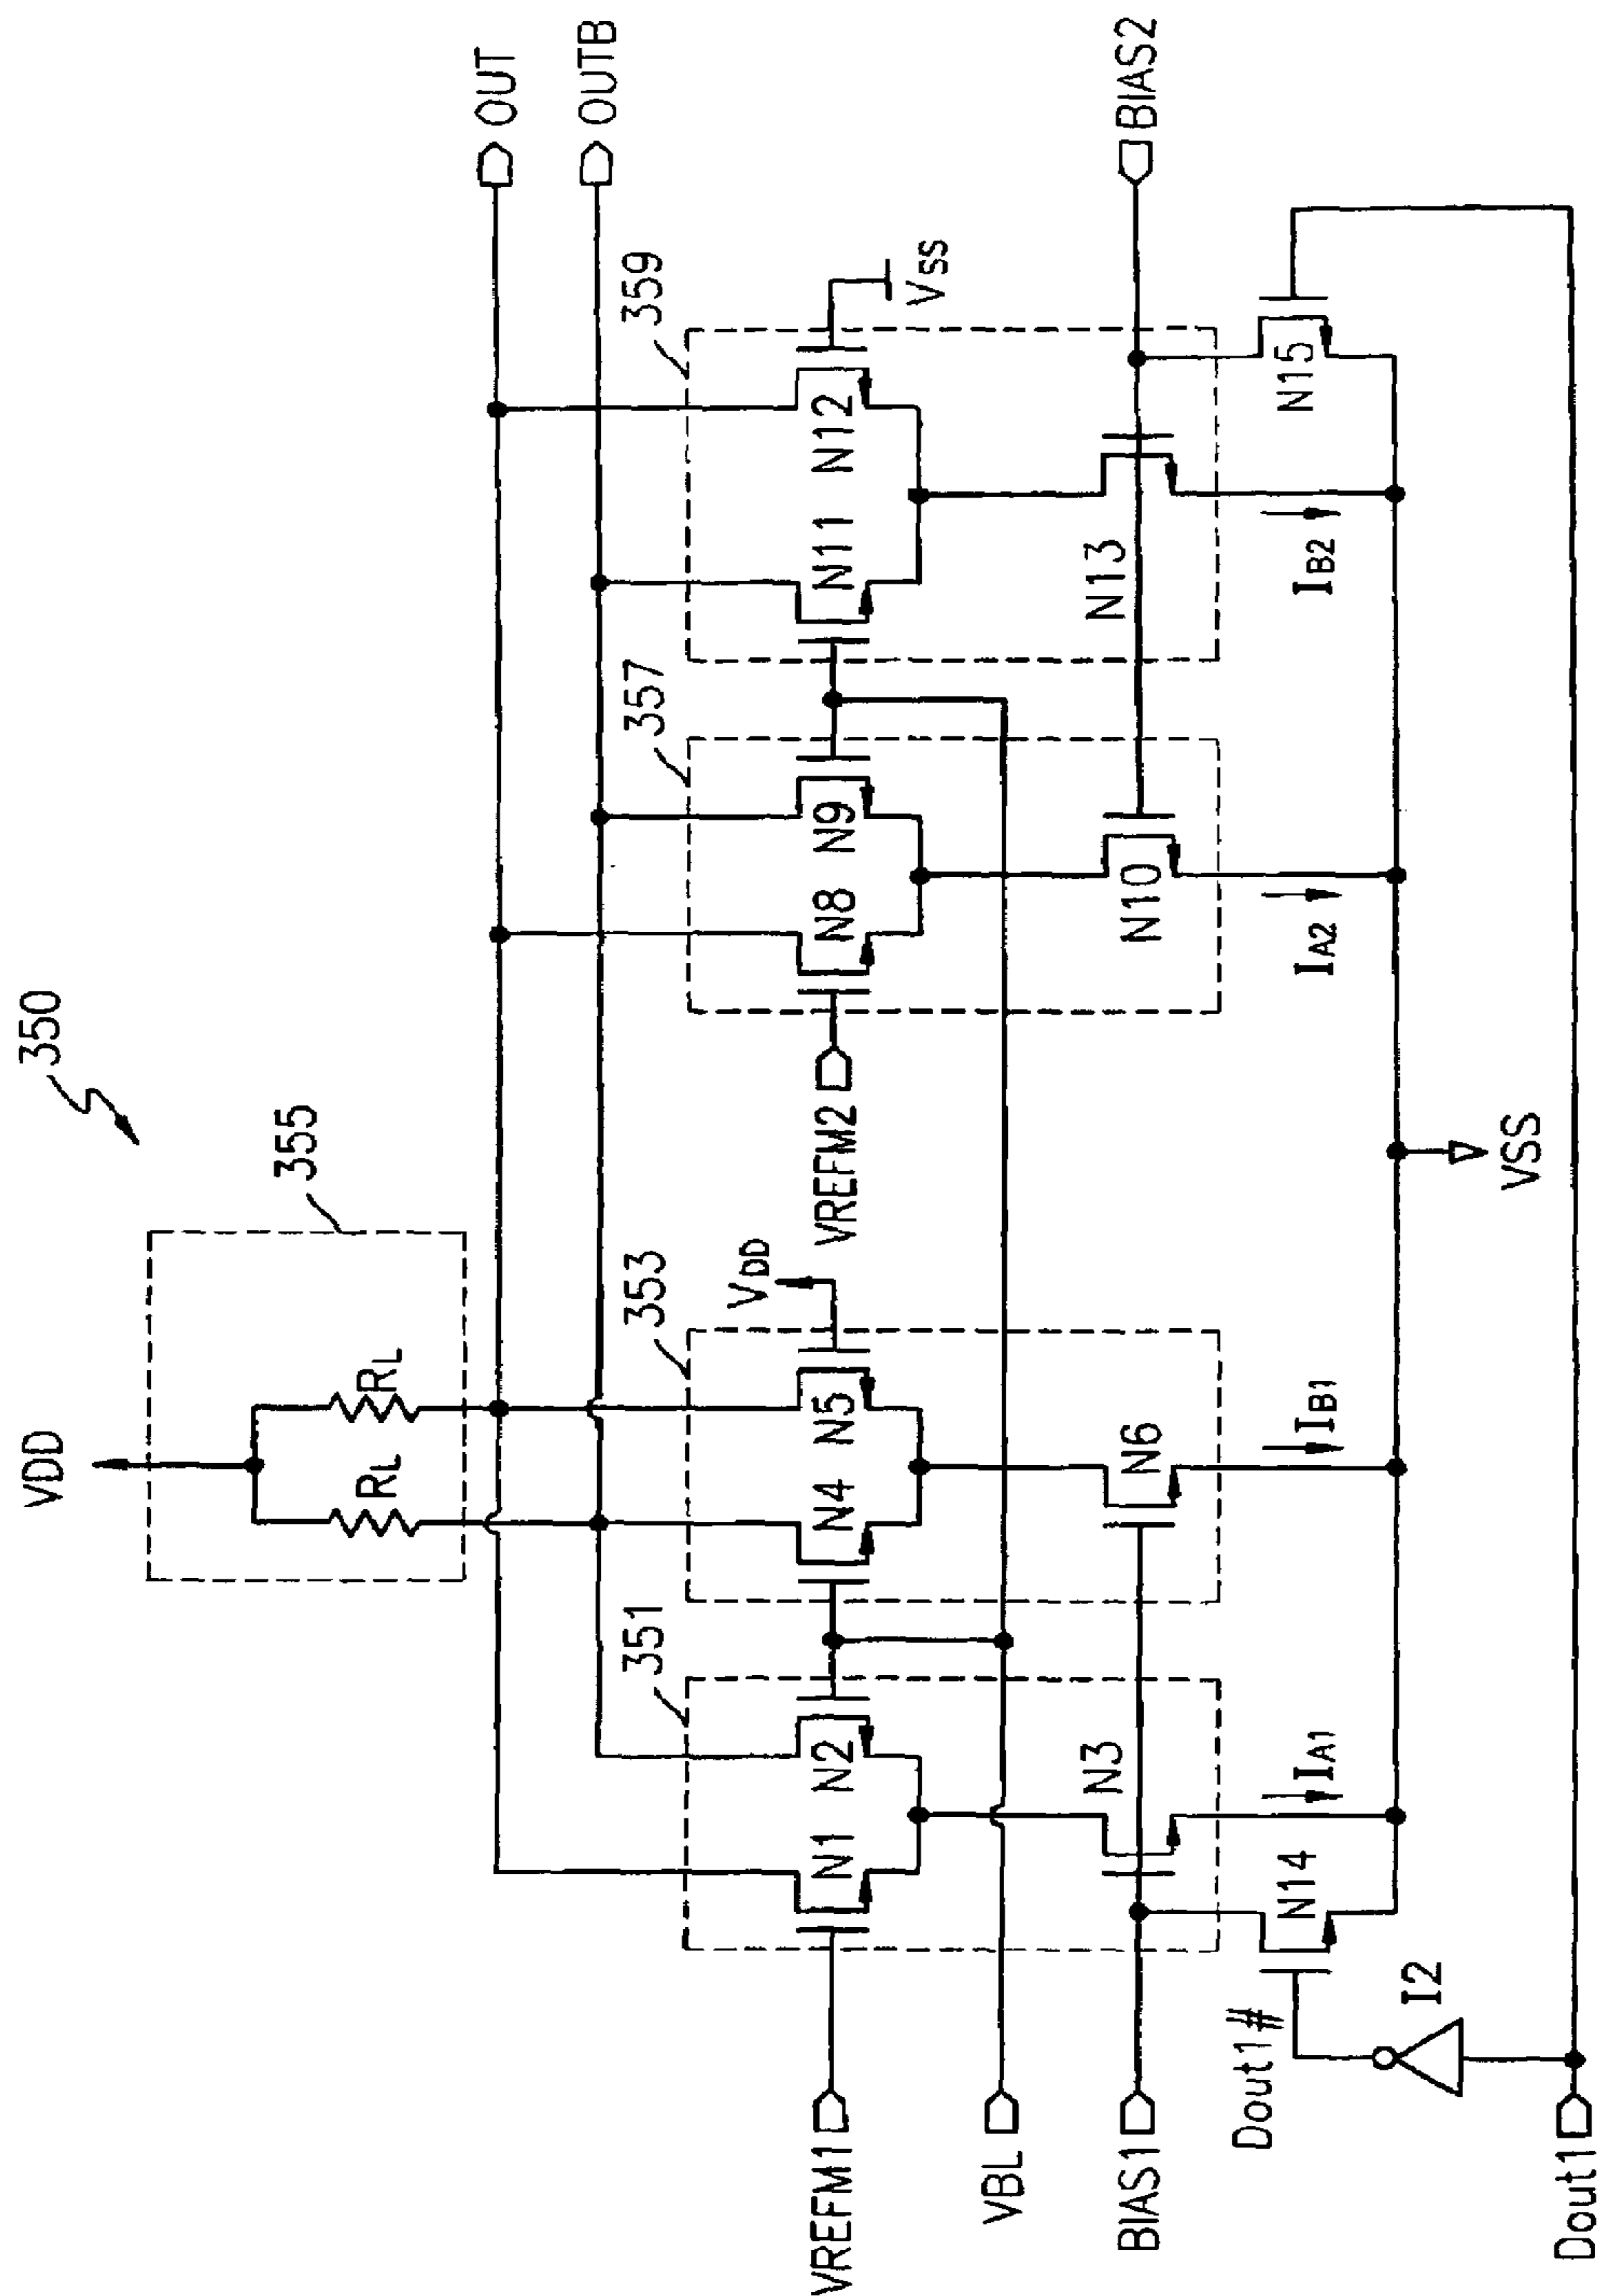 350
VDD
355
RL
RL
OUT
OUTB
351
353
357
359
VDD
VSS
N1
N2
N4
N5
N8
N9
N11
N12
VREFM1
VREFM2
VBL
N3
N6
N10
N13
BIAS1
BIAS2
Dout1#
N14
N15
IA1
IB1
IA2
IB2
I2
VSS
Dout1